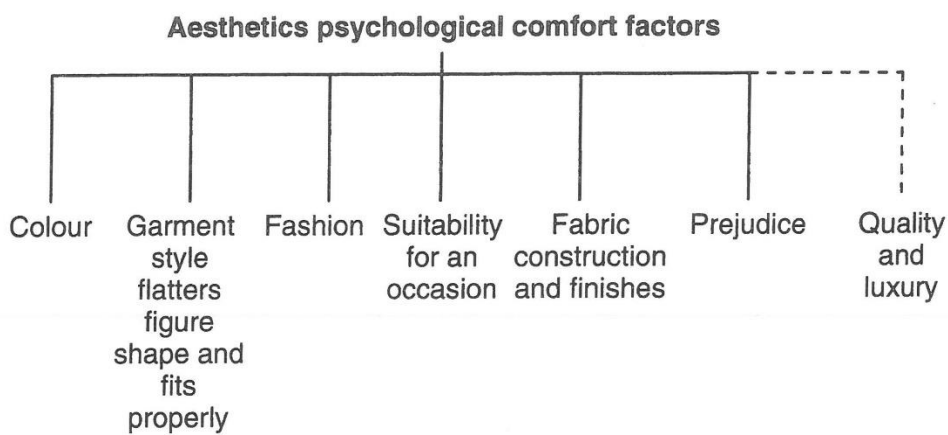 Aesthetics psychological comfort factors
Colour
Garment
style
flatters
figure
shape and
fits
properly
Fashion
Suitability
for an
occasion
Fabric
construction
and finishes
Prejudice
Quality
and
luxury